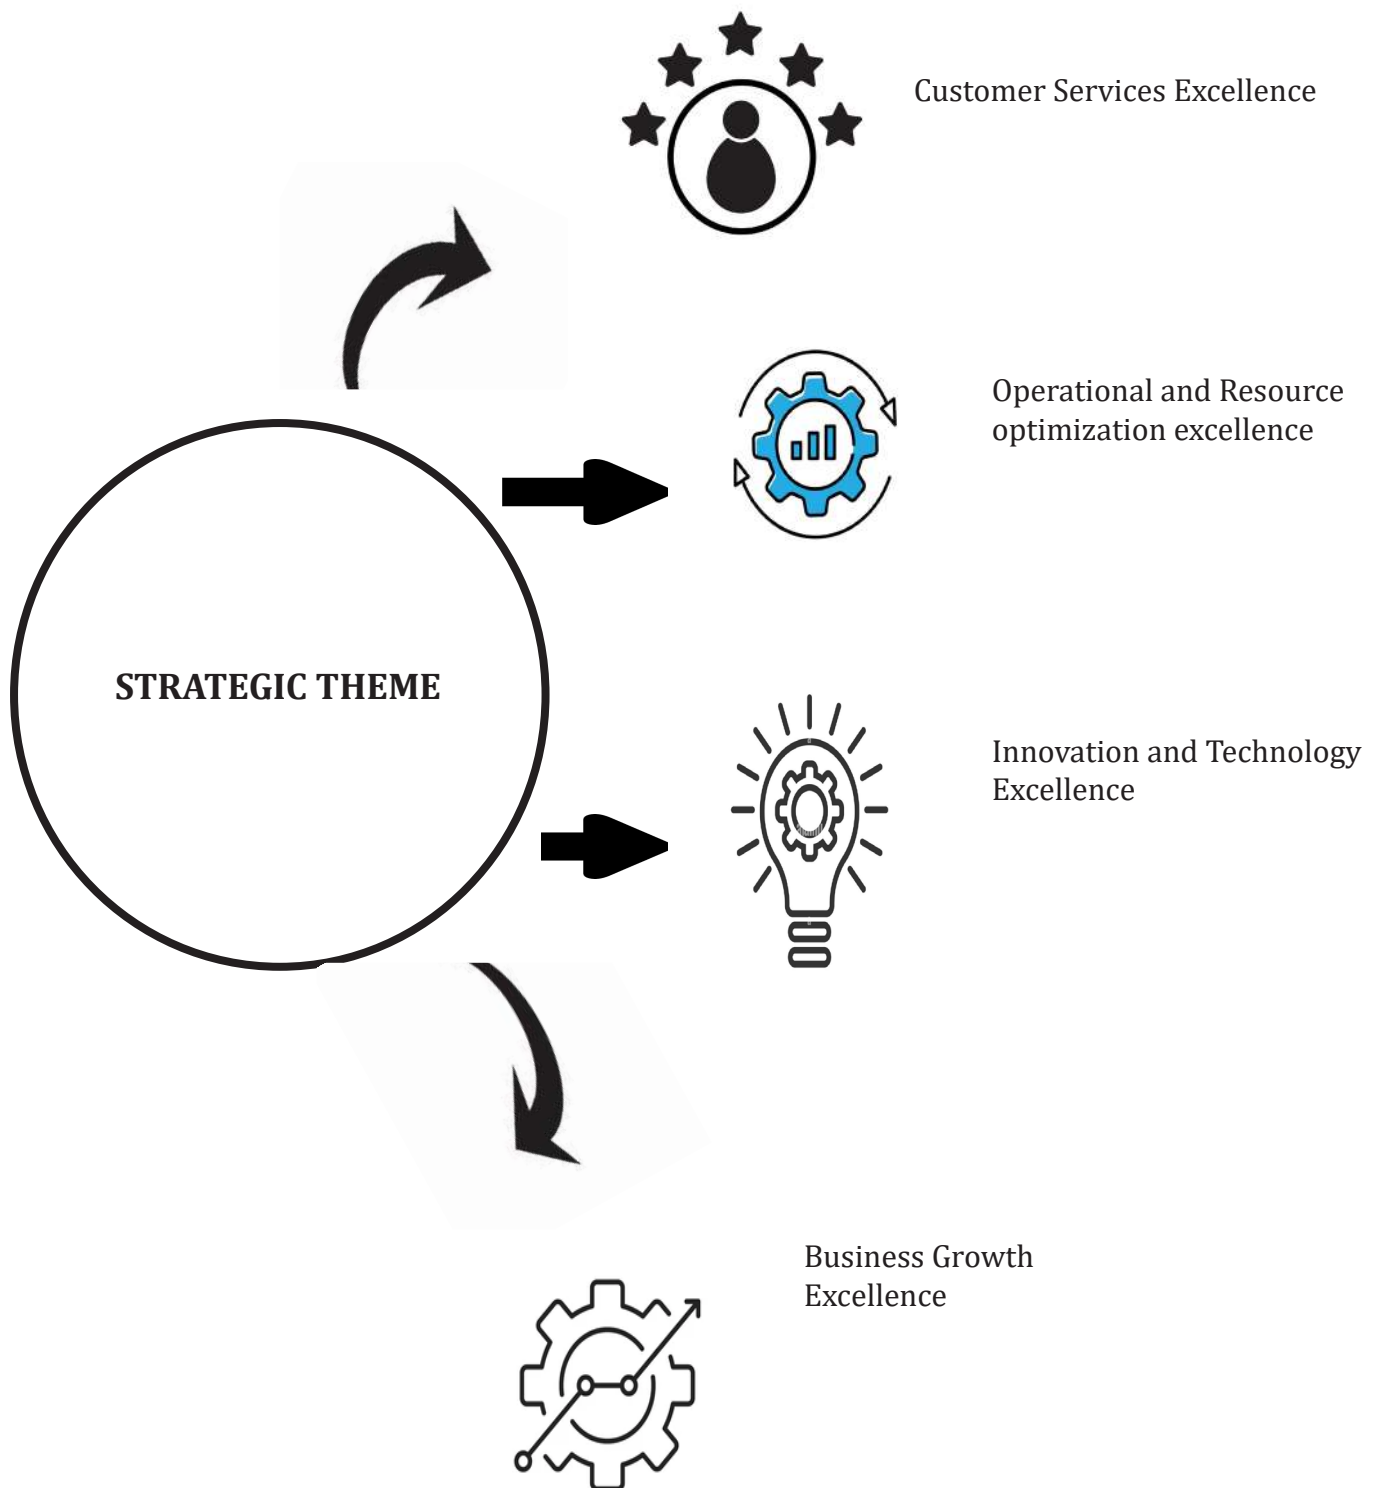 Customer Services Excellence
Operational and Resource
optimization excellence
STRATEGIC THEME
Innovation and Technology
Excellence
Business Growth
Excellence